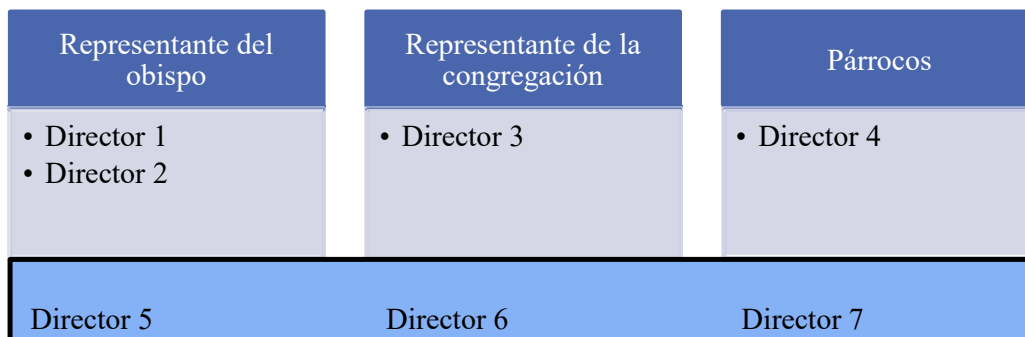 Representante del
obispo
• Director 1
• Director 2
Representante de la
congregación
• Director 3
Párrocos
• Director 4
Director 5
Director 6
Director 7